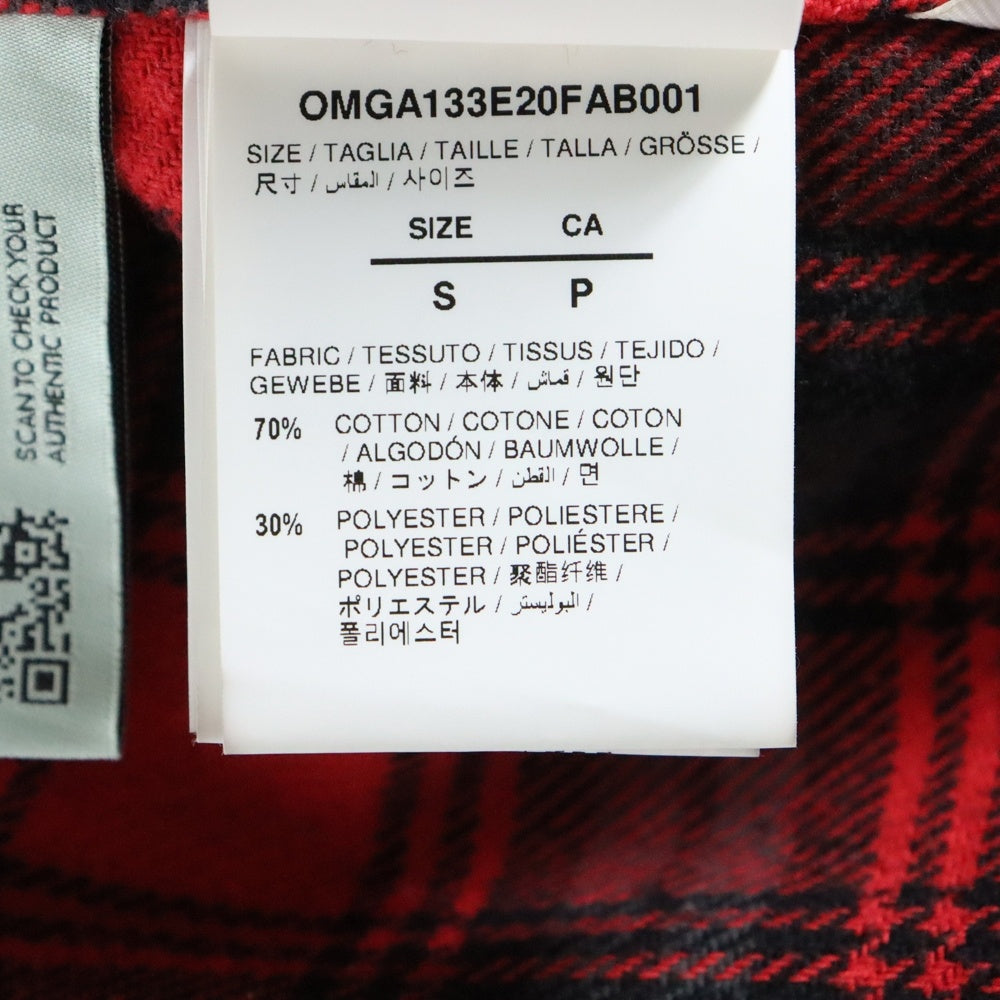 OMGA133E20FAB001
SIZE / TAGLIA / TAILLE / TALLA / GRÖSSE /
尺寸 / المقاس / 사이즈
SIZE CA
S P
FABRIC / TESSUTO / TISSUS / TEJIDO /
GEWEBE / 面料 / 本体 / قماش / 원단
70% COTTON / COTONE / COTON
/ ALGODÓN / BAUMWOLLE /
棉 / コットン / القطن / 면
30% POLYESTER / POLIESTERE /
POLYESTER / POLIÉSTER /
POLYESTER / 聚酯纤维 /
ポリエステル / البوليستر /
폴리에스터
SCAN TO CHECK YOUR
AUTHENTIC PRODUCT